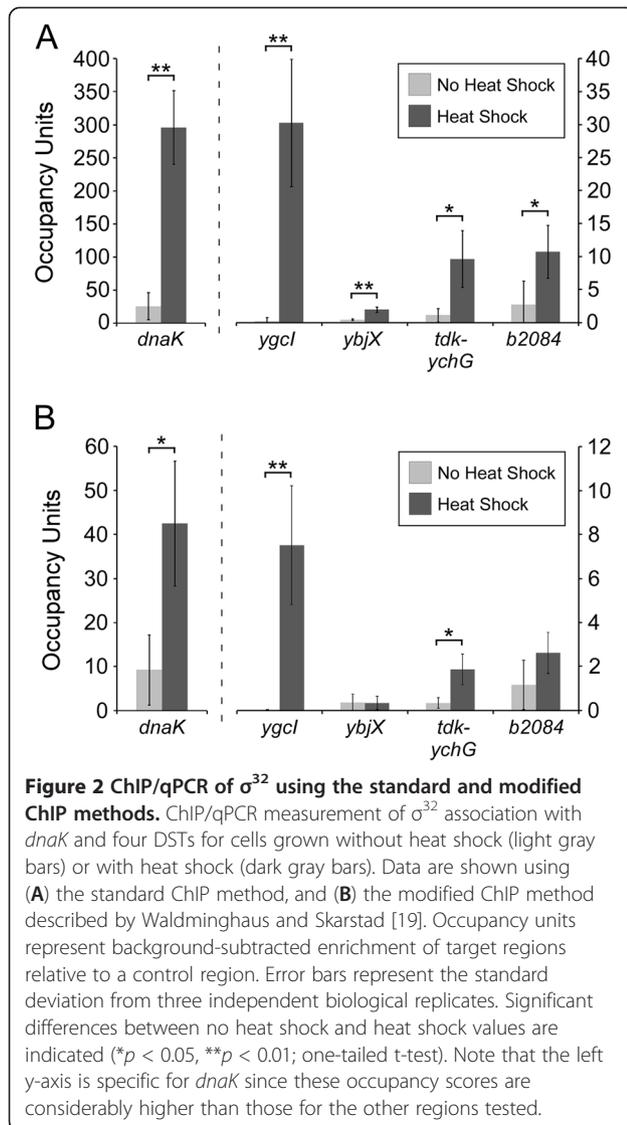 A
Occupancy Units
400
350
300
250
200
150
100
50
0
**
**
**
*
*
No Heat Shock
Heat Shock
40
35
30
25
20
15
10
5
0
dnaK
ygcI
ybjX
tdk-
ychG
b2084
B
Occupancy Units
60
50
40
30
20
10
0
*
**
*
No Heat Shock
Heat Shock
12
10
8
6
4
2
0
dnaK
ygcI
ybjX
tdk-
ychG
b2084
Figure 2 ChIP/qPCR of σ³² using the standard and modified
ChIP methods. ChIP/qPCR measurement of σ³² association with
dnaK and four DSTs for cells grown without heat shock (light gray
bars) or with heat shock (dark gray bars). Data are shown using
(A) the standard ChIP method, and (B) the modified ChIP method
described by Waldminghaus and Skarstad [19]. Occupancy units
represent background-subtracted enrichment of target regions
relative to a control region. Error bars represent the standard
deviation from three independent biological replicates. Significant
differences between no heat shock and heat shock values are
indicated (*p < 0.05, **p < 0.01; one-tailed t-test). Note that the left
y-axis is specific for dnaK since these occupancy scores are
considerably higher than those for the other regions tested.